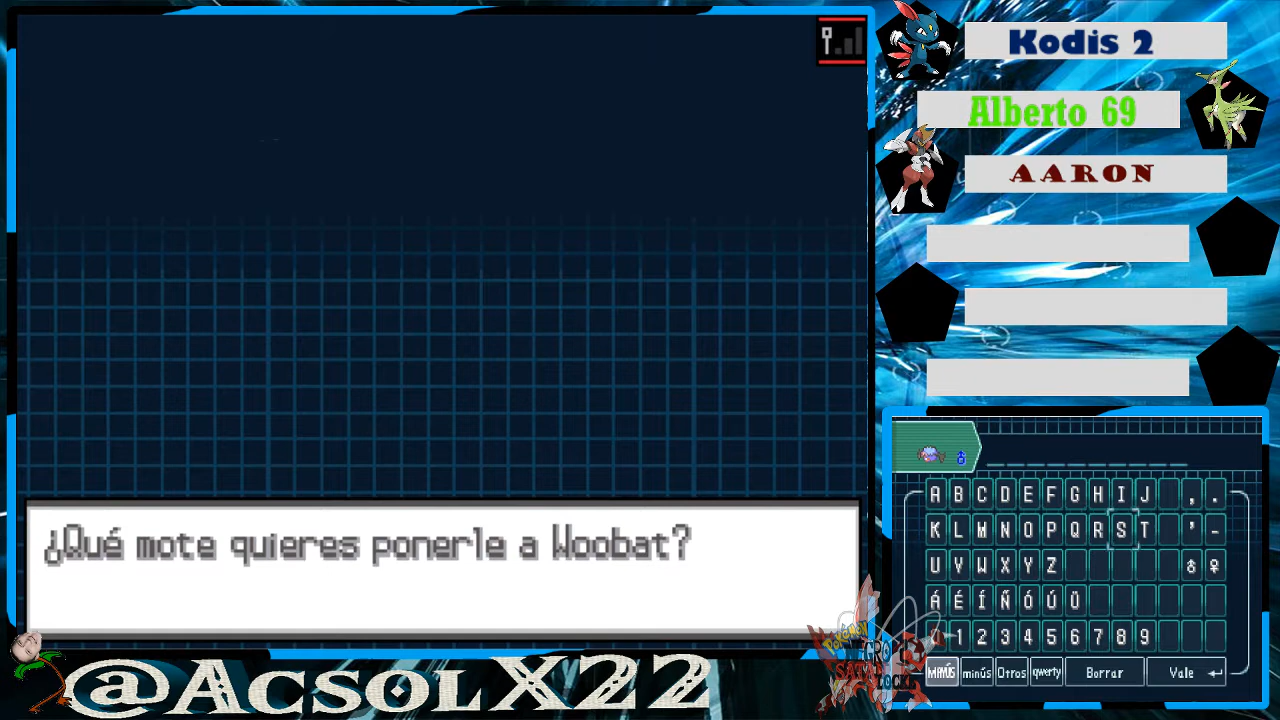 Kodis 2
Alberto 69
AARON
¿Qué mote quieres ponerle a Woobat?
A B C D E F G H I J , .
K L M N O P Q R S T ' -
U V W X Y Z ♂ ♀
Á É Í Ñ Ó Ú Ü
0 1 2 3 4 5 6 7 8 9
MAYÚS minús Otros qwerty Borrar Vale
POKÉMON
@AcsolX22